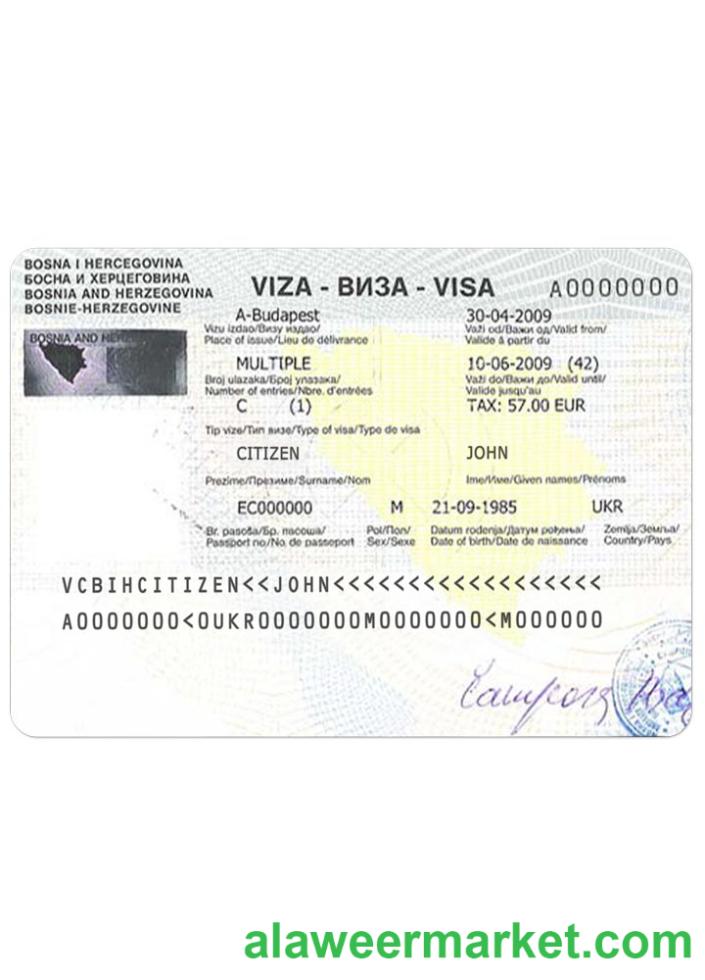 BOSNA I HERCEGOVINA
БОСНА И ХЕРЦЕГОВИНА
BOSNIA AND HERZEGOVINA
BOSNIE-HERZEGOVINE
VIZA - ВИЗА - VISA
A0000000
BOSNIA AND HER
A-Budapest
30-04-2009
Vizu izdao/Визу издао/
Place of issue/Lieu de délivrance
Važi od/Важи од/Valid from/
Valide à partir du
MULTIPLE
10-06-2009 (42)
Broj ulazaka/Број улазака/
Number of entries/Nbre. d'entrées
Važi do/Важи до/Valid until/
Valide jusqu'au
C (1)
TAX: 57.00 EUR
Tip vize/Тип визе/Type of visa/Type de visa
CITIZEN
JOHN
Prezime/Презиме/Surname/Nom
Ime/Име/Given names/Prénoms
EC000000 M 21-09-1985 UKR
Br. pasoša/Бр. пасоша/
Passport no/No. de passeport
Pol/Пол/
Sex/Sexe
Datum rođenja/Датум рођења/
Date of birth/Date de naissance
Zemlja/Земља/
Country/Pays
VCBIHCITIZEN<<JOHN<<<<<<<<<<<<<<<<<<
A0000000<0UKR0000000M0000000<M000000
alaweermarket.com